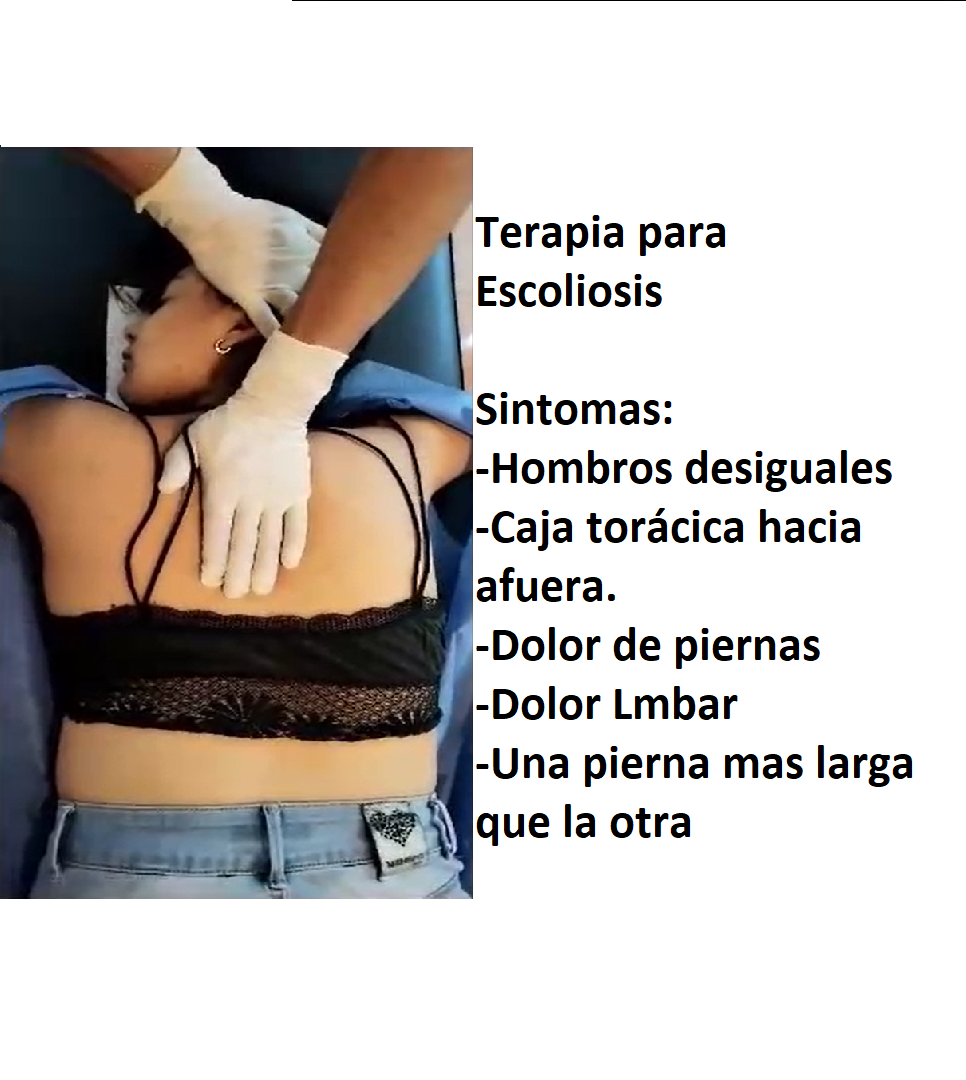 Terapia para
Escoliosis
Sintomas:
-Hombros desiguales
-Caja torácica hacia
afuera.
-Dolor de piernas
-Dolor Lmbar
-Una pierna mas larga
que la otra